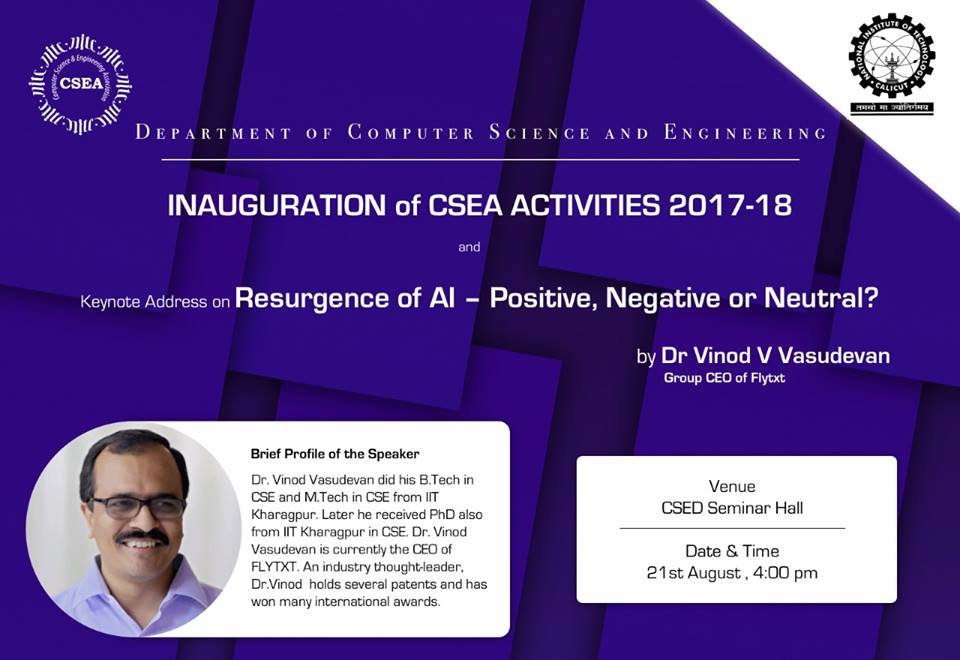 Computer Science & Engineering Association
CSEA
NATIONAL INSTITUTE OF TECHNOLOGY
CALICUT
तमसो मा ज्योतिर्गमय
DEPARTMENT OF COMPUTER SCIENCE AND ENGINEERING
INAUGURATION of CSEA ACTIVITIES 2017-18
and
Keynote Address on Resurgence of AI – Positive, Negative or Neutral?
by Dr Vinod V Vasudevan
Group CEO of Flytxt
Brief Profile of the Speaker
Dr. Vinod Vasudevan did his B.Tech in
CSE and M.Tech in CSE from IIT
Kharagpur. Later he received PhD also
from IIT Kharagpur in CSE. Dr. Vinod
Vasudevan is currently the CEO of
FLYTXT. An industry thought-leader,
Dr.Vinod holds several patents and has
won many international awards.
Venue
CSED Seminar Hall
Date & Time
21st August , 4:00 pm